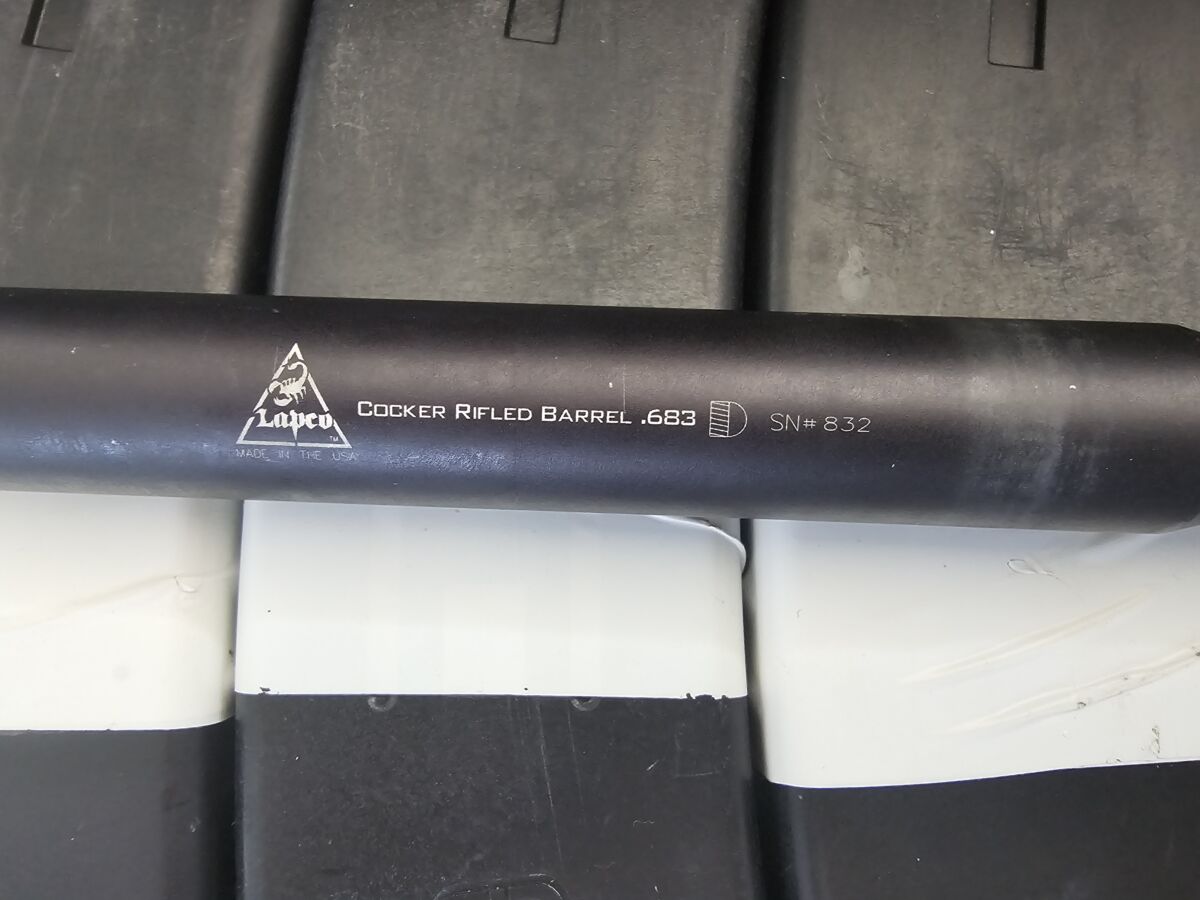 Lapco
TM
COCKER RIFLED BARREL .683
SN# 832
MADE IN THE USA